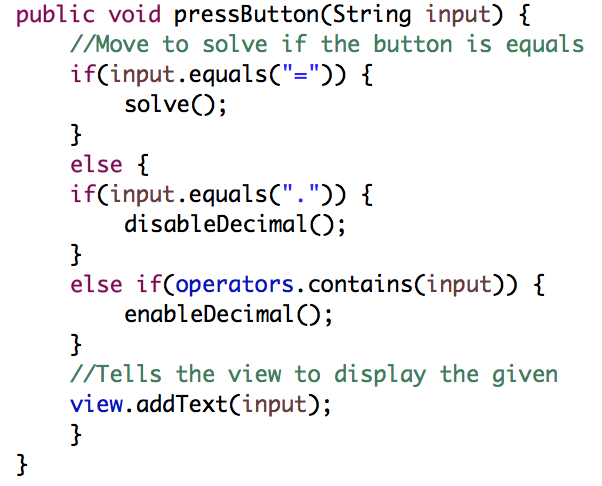 public void pressButton(String input) {
    //Move to solve if the button is equals
    if(input.equals("=")) {
        solve();
    }
    else {
    if(input.equals(".")) {
        disableDecimal();
    }
    else if(operators.contains(input)) {
        enableDecimal();
    }
    //Tells the view to display the given
    view.addText(input);
    }
}